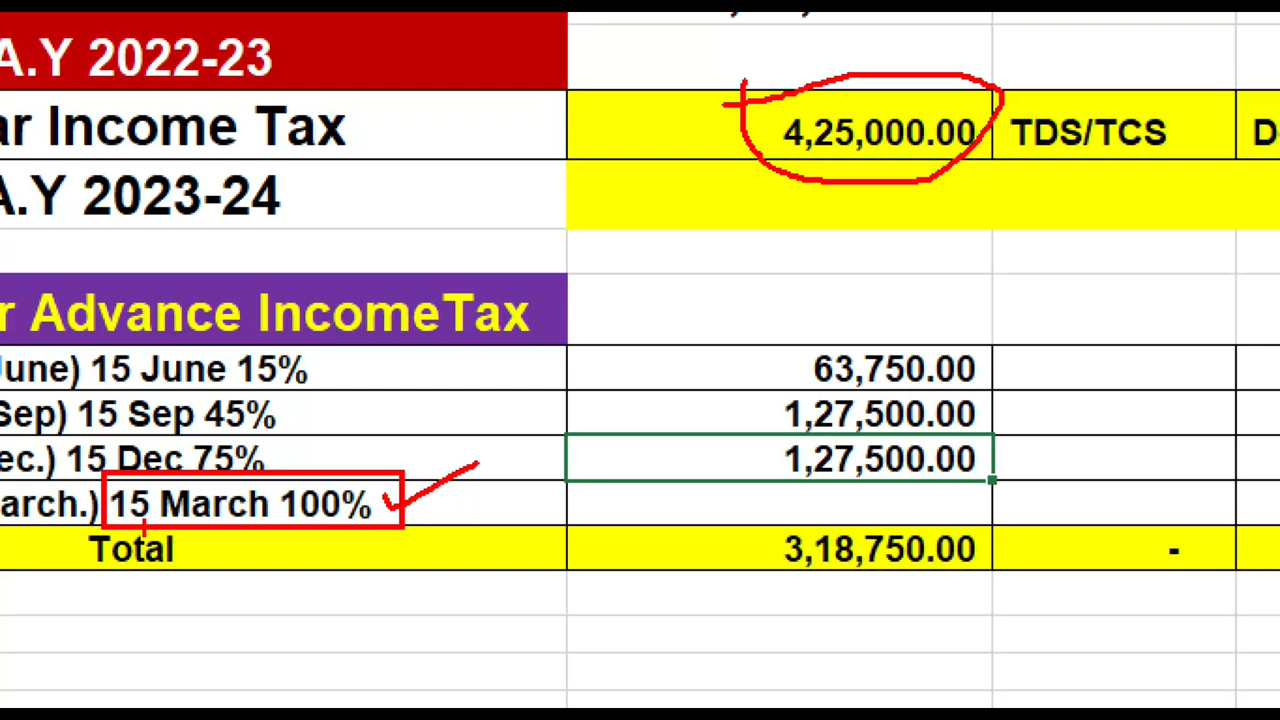 A.Y 2022-23
ar Income Tax 4,25,000.00 TDS/TCS D
A.Y 2023-24
r Advance IncomeTax
June) 15 June 15% 63,750.00
Sep) 15 Sep 45% 1,27,500.00
ec.) 15 Dec 75% 1,27,500.00
arch.) 15 March 100%
Total 3,18,750.00 -